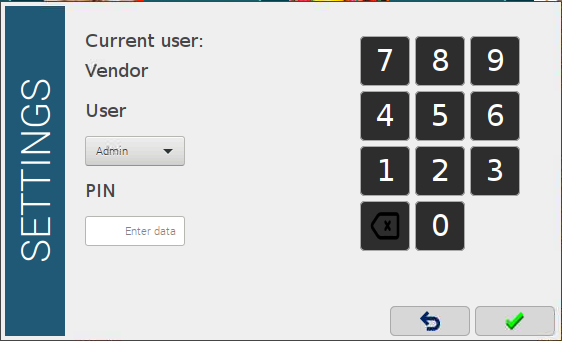 SETTINGS
Current user:
Vendor
User
Admin
PIN
Enter data
7 8 9
4 5 6
1 2 3
0